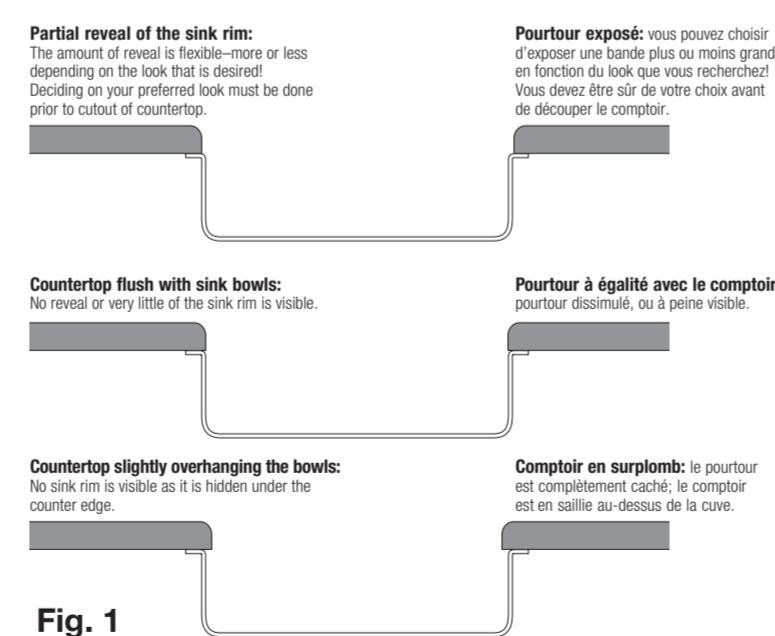 Partial reveal of the sink rim:
The amount of reveal is flexible–more or less
depending on the look that is desired!
Deciding on your preferred look must be done
prior to cutout of countertop.
Pourtour exposé: vous pouvez choisir
d'exposer une bande plus ou moins grand
en fonction du look que vous recherchez!
Vous devez être sûr de votre choix avant
de découper le comptoir.
Countertop flush with sink bowls:
No reveal or very little of the sink rim is visible.
Pourtour à égalité avec le comptoir
pourtour dissimulé, ou à peine visible.
Countertop slightly overhanging the bowls:
No sink rim is visible as it is hidden under the
counter edge.
Comptoir en surplomb: le pourtour
est complètement caché; le comptoir
est en saillie au-dessus de la cuve.
Fig. 1